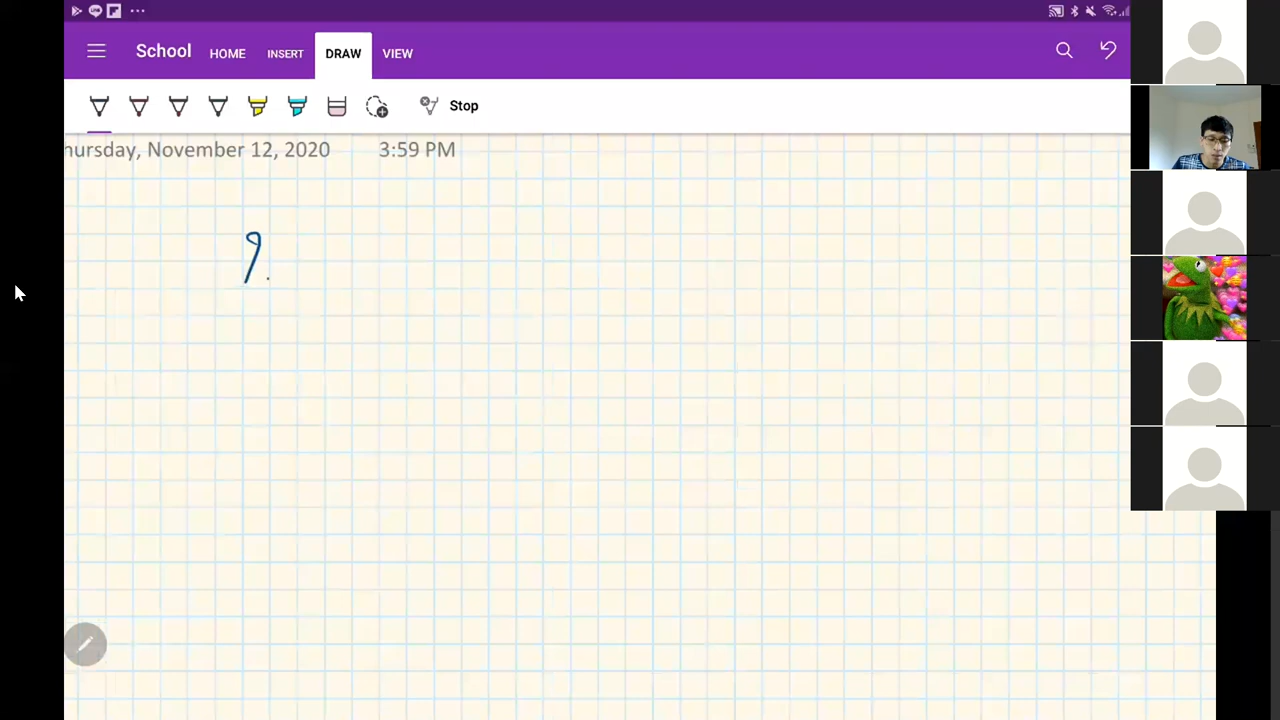 School HOME INSERT DRAW VIEW
Stop
hursday, November 12, 2020 3:59 PM
9.